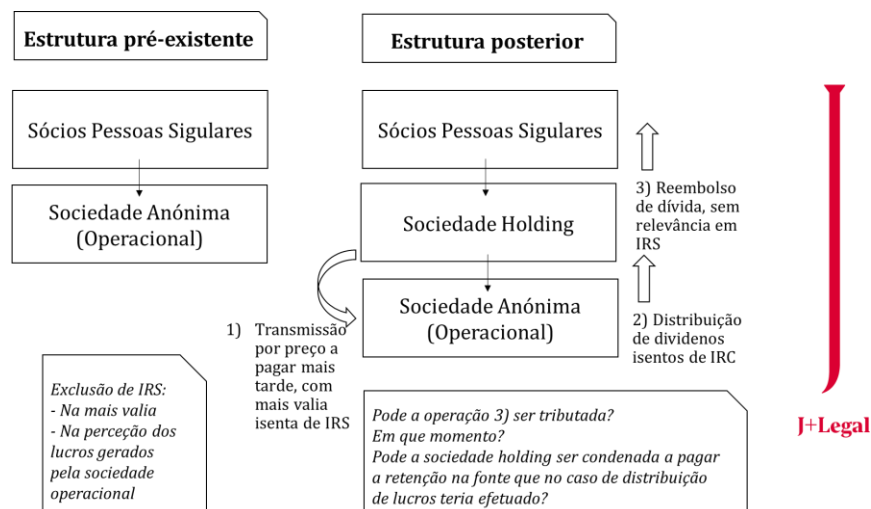 Estrutura pré-existente
Estrutura posterior
Sócios Pessoas Sigulares
Sociedade Anónima
(Operacional)
Sócios Pessoas Sigulares
Sociedade Holding
Sociedade Anónima
(Operacional)
1) Transmissão
por preço a
pagar mais
tarde, com
mais valia
isenta de IRS
2) Distribuição
de dividenos
isentos de IRC
3) Reembolso
de dívida, sem
relevância em
IRS
Exclusão de IRS:
- Na mais valia
- Na perceção dos
lucros gerados
pela sociedade
operacional
Pode a operação 3) ser tributada?
Em que momento?
Pode a sociedade holding ser condenada a pagar
a retenção na fonte que no caso de distribuição
de lucros teria efetuado?
J+Legal